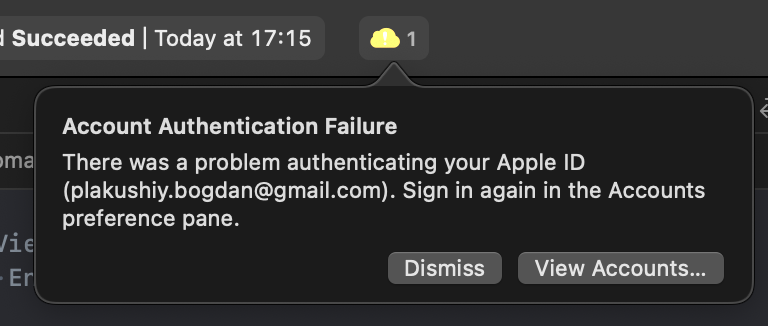 d Succeeded | Today at 17:15
1
Account Authentication Failure
There was a problem authenticating your Apple ID
(plakushiy.bogdan@gmail.com). Sign in again in the Accounts
preference pane.
Dismiss
View Accounts...
oma
Vie
En